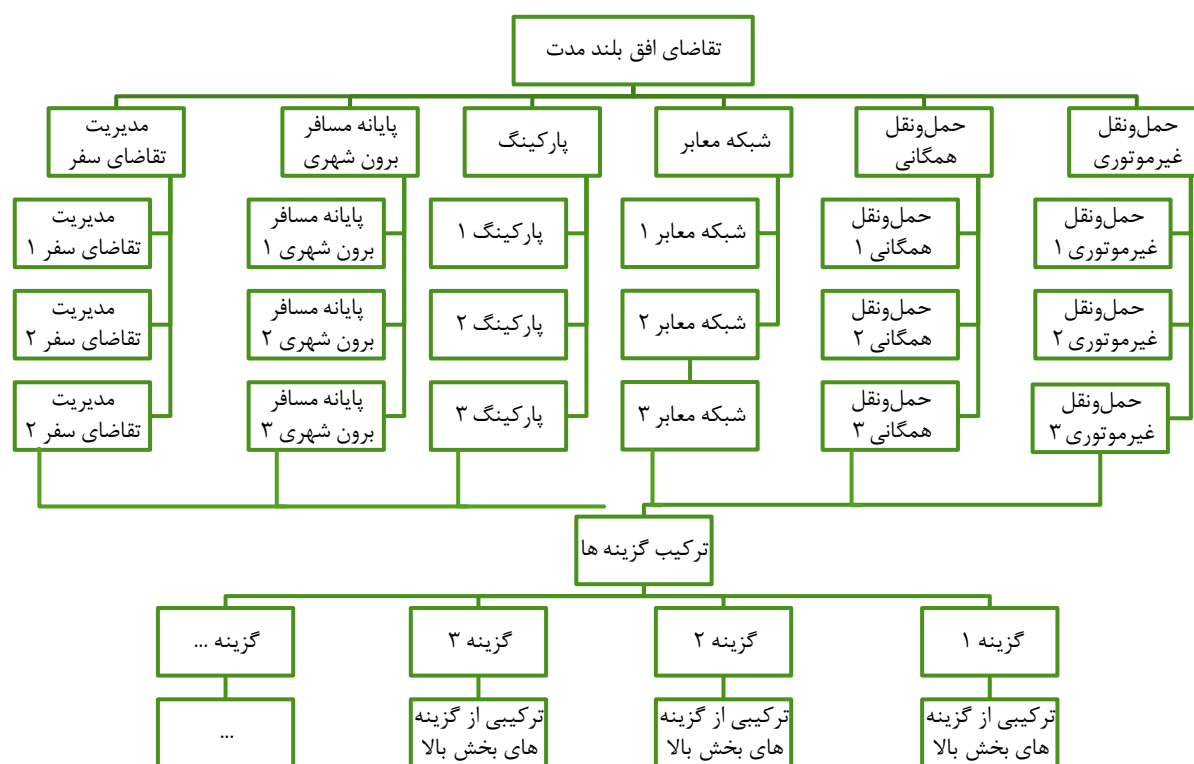 تقاضای افق بلند مدت
حمل‌ونقل
غیرموتوری
حمل‌ونقل
همگانی
شبکه معابر
پارکینگ
پایانه مسافر
برون شهری
مدیریت
تقاضای سفر
حمل‌ونقل
غیرموتوری ۱
حمل‌ونقل
همگانی ۱
شبکه معابر ۱
پارکینگ ۱
پایانه مسافر
برون شهری ۱
مدیریت
تقاضای سفر ۱
حمل‌ونقل
غیرموتوری ۲
حمل‌ونقل
همگانی ۲
شبکه معابر ۲
پارکینگ ۲
پایانه مسافر
برون شهری ۲
مدیریت
تقاضای سفر ۲
حمل‌ونقل
غیرموتوری ۳
حمل‌ونقل
همگانی ۳
شبکه معابر ۳
پارکینگ ۳
پایانه مسافر
برون شهری ۳
مدیریت
تقاضای سفر ۲
ترکیب گزینه ها
گزینه ۱
گزینه ۲
گزینه ۳
گزینه ...
ترکیبی از گزینه
های بخش بالا
ترکیبی از گزینه
های بخش بالا
ترکیبی از گزینه
های بخش بالا
...